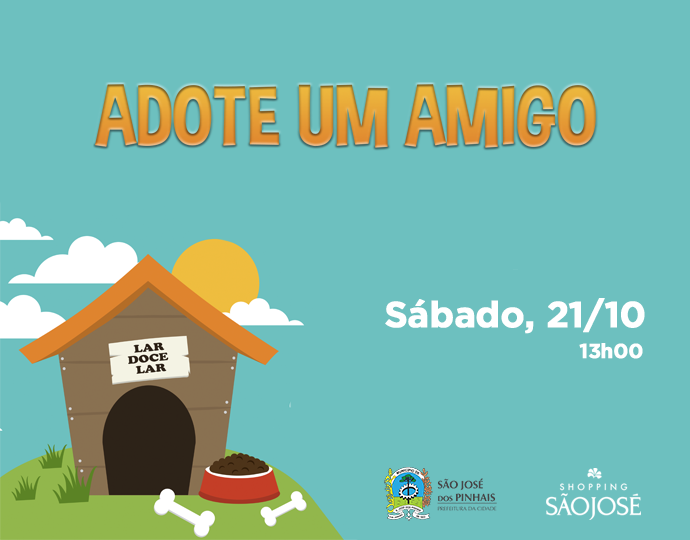 ADOTE UM AMIGO
LAR
DOCE
LAR
Sábado, 21/10
13h00
SÃO JOSÉ
DOS PINHAIS
PREFEITURA DA CIDADE
SHOPPING
SÃOJOSÉ